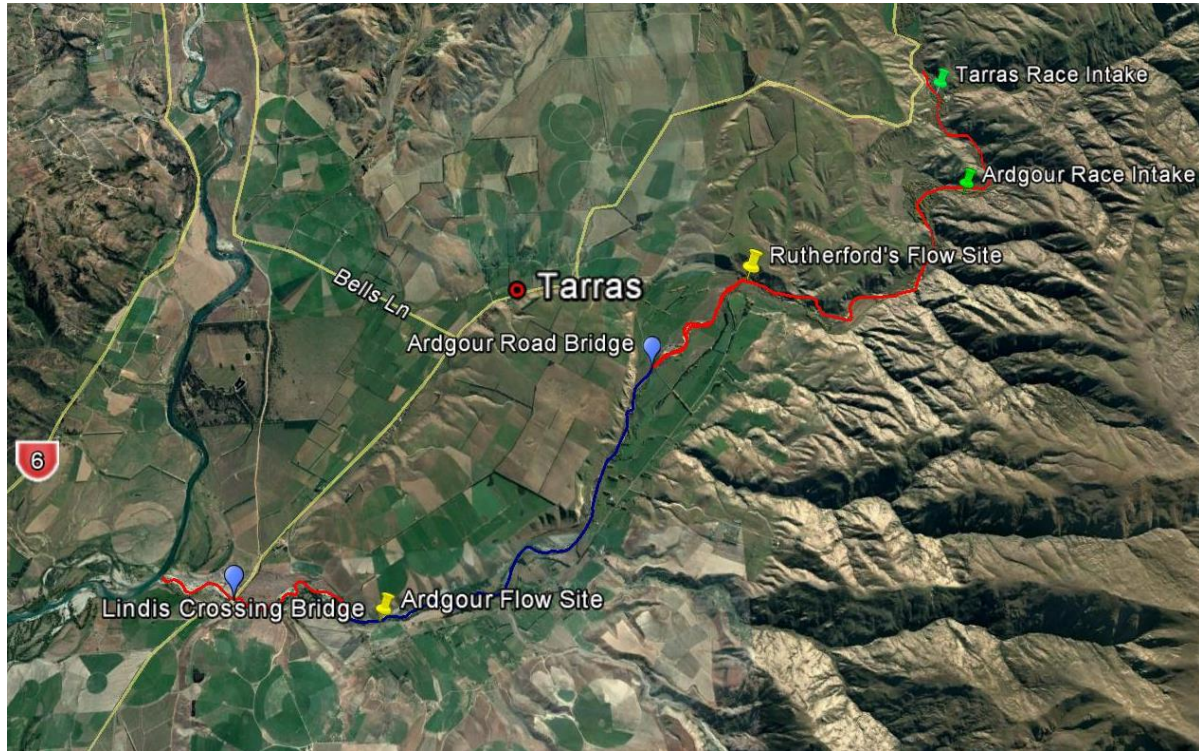 Tarras Race Intake
Ardgour Race Intake
Rutherford's Flow Site
Bells Ln
Tarras
Ardgour Road Bridge
6
Lindis Crossing Bridge
Ardgour Flow Site